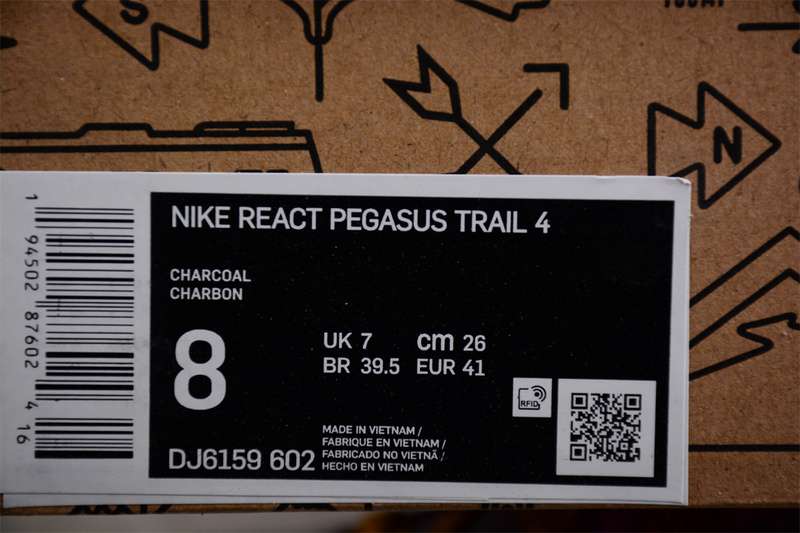 S
N
NIKE REACT PEGASUS TRAIL 4
CHARCOAL
CHARBON
8
UK 7 cm 26
BR 39.5 EUR 41
RFID
DJ6159 602
MADE IN VIETNAM /
FABRIQUE EN VIETNAM /
FABRICADO NO VIETNÃ /
HECHO EN VIETNAM
1 94502 87602 4 16